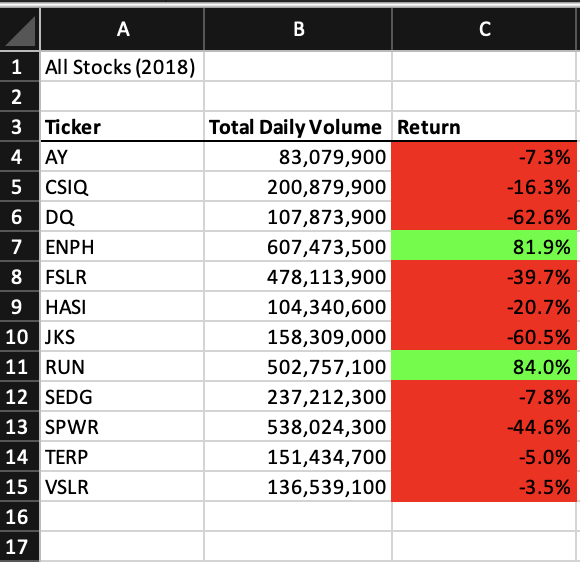 A B C
1 All Stocks (2018)
2
3 Ticker Total Daily Volume Return
4 AY 83,079,900 -7.3%
5 CSIQ 200,879,900 -16.3%
6 DQ 107,873,900 -62.6%
7 ENPH 607,473,500 81.9%
8 FSLR 478,113,900 -39.7%
9 HASI 104,340,600 -20.7%
10 JKS 158,309,000 -60.5%
11 RUN 502,757,100 84.0%
12 SEDG 237,212,300 -7.8%
13 SPWR 538,024,300 -44.6%
14 TERP 151,434,700 -5.0%
15 VSLR 136,539,100 -3.5%
16
17